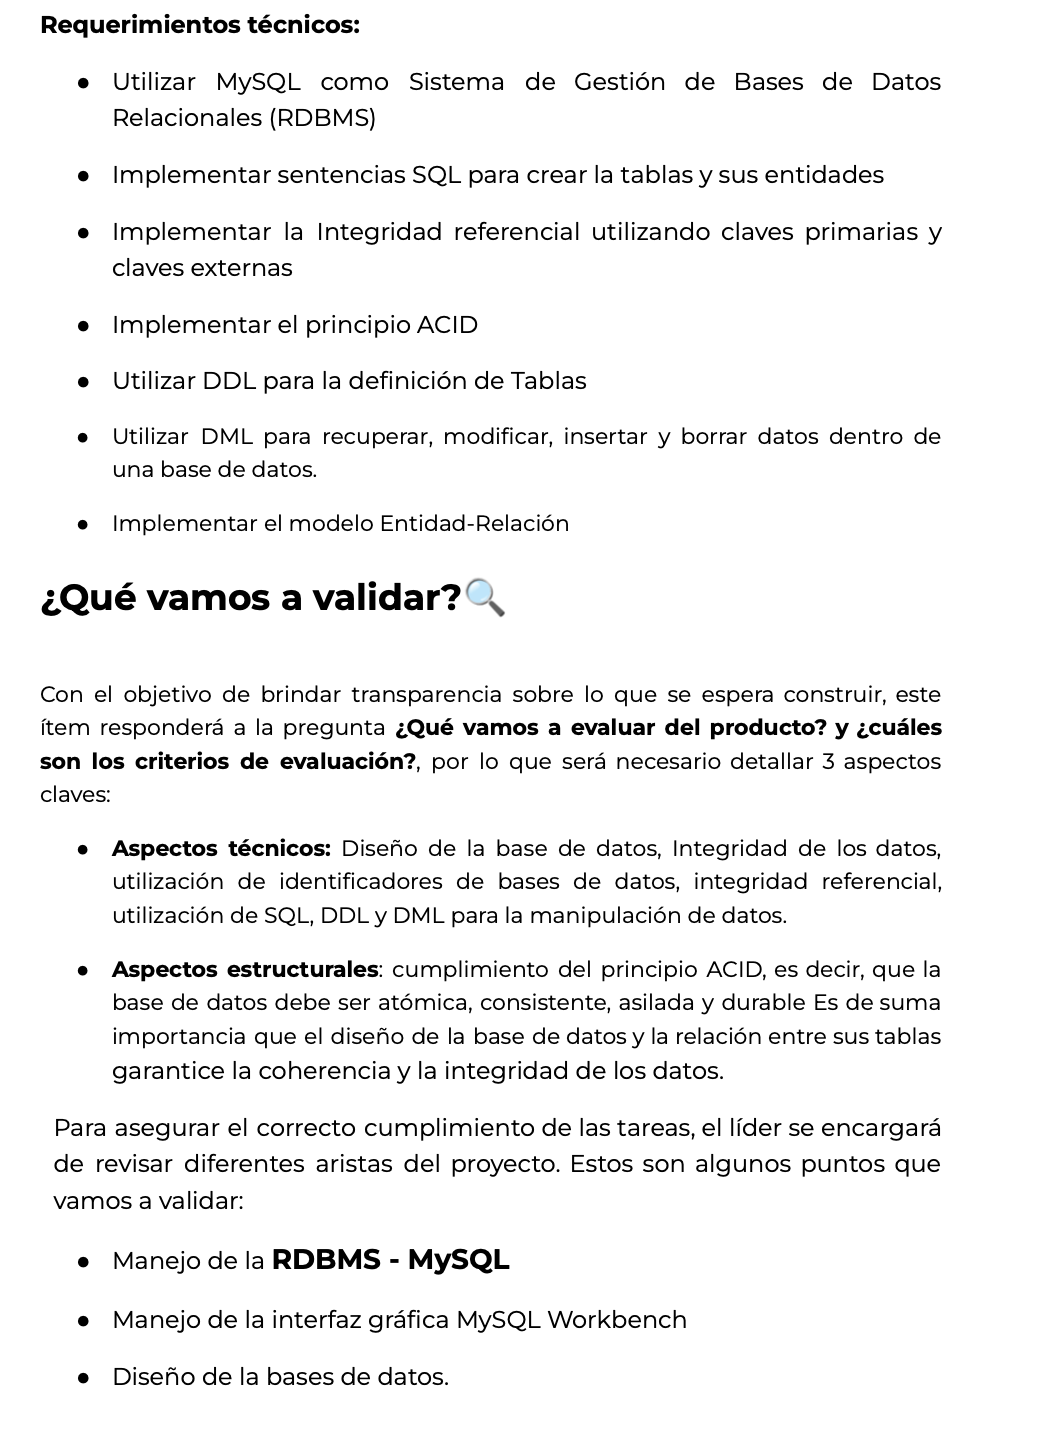 Requerimientos técnicos:
● Utilizar MySQL como Sistema de Gestión de Bases de Datos
Relacionales (RDBMS)
● Implementar sentencias SQL para crear la tablas y sus entidades
● Implementar la Integridad referencial utilizando claves primarias y
claves externas
● Implementar el principio ACID
● Utilizar DDL para la definición de Tablas
● Utilizar DML para recuperar, modificar, insertar y borrar datos dentro de
una base de datos.
● Implementar el modelo Entidad-Relación
¿Qué vamos a validar?🔍
Con el objetivo de brindar transparencia sobre lo que se espera construir, este
ítem responderá a la pregunta ¿Qué vamos a evaluar del producto? y ¿cuáles
son los criterios de evaluación?, por lo que será necesario detallar 3 aspectos
claves:
● Aspectos técnicos: Diseño de la base de datos, Integridad de los datos,
utilización de identificadores de bases de datos, integridad referencial,
utilización de SQL, DDL y DML para la manipulación de datos.
● Aspectos estructurales: cumplimiento del principio ACID, es decir, que la
base de datos debe ser atómica, consistente, asilada y durable Es de suma
importancia que el diseño de la base de datos y la relación entre sus tablas
garantice la coherencia y la integridad de los datos.
Para asegurar el correcto cumplimiento de las tareas, el líder se encargará
de revisar diferentes aristas del proyecto. Estos son algunos puntos que
vamos a validar:
● Manejo de la RDBMS - MySQL
● Manejo de la interfaz gráfica MySQL Workbench
● Diseño de la bases de datos.